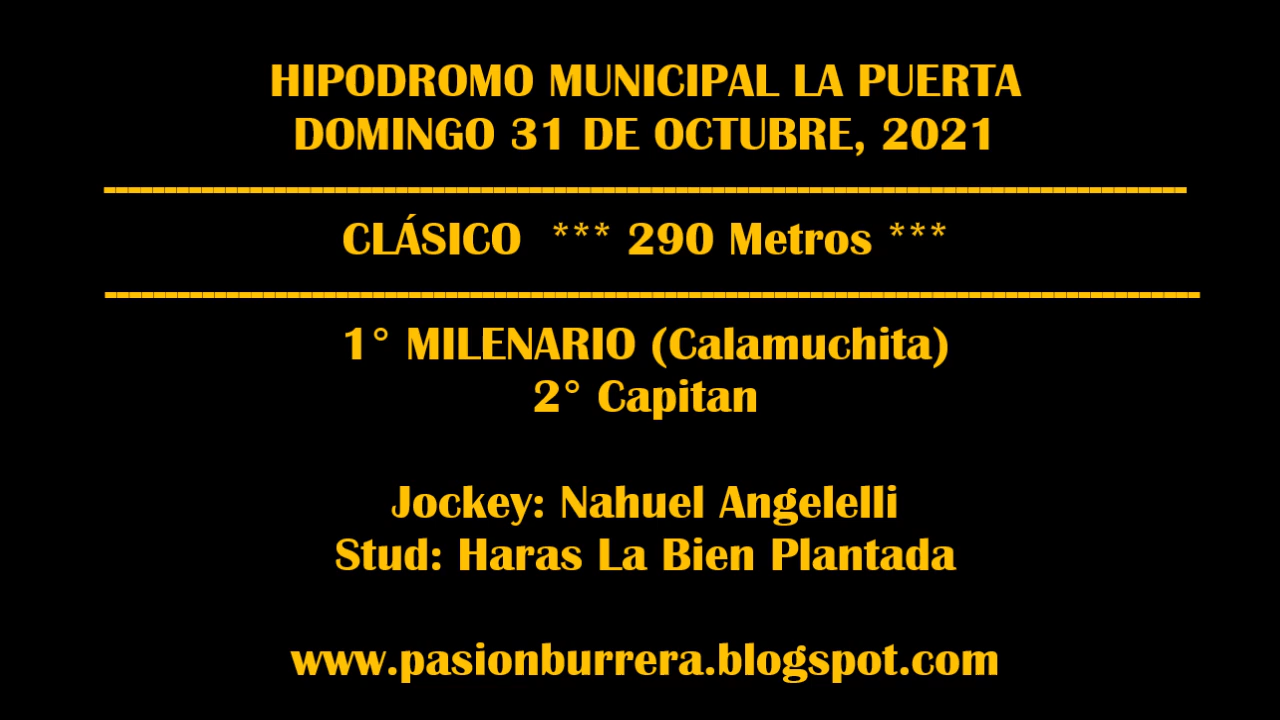 HIPODROMO MUNICIPAL LA PUERTA
DOMINGO 31 DE OCTUBRE, 2021
------------------------------------------------------------------------------------------
CLÁSICO *** 290 Metros ***
-------------------------------------------------------------------------------------------
1° MILENARIO (Calamuchita)
2° Capitan
Jockey: Nahuel Angelelli
Stud: Haras La Bien Plantada
www.pasionburrera.blogspot.com